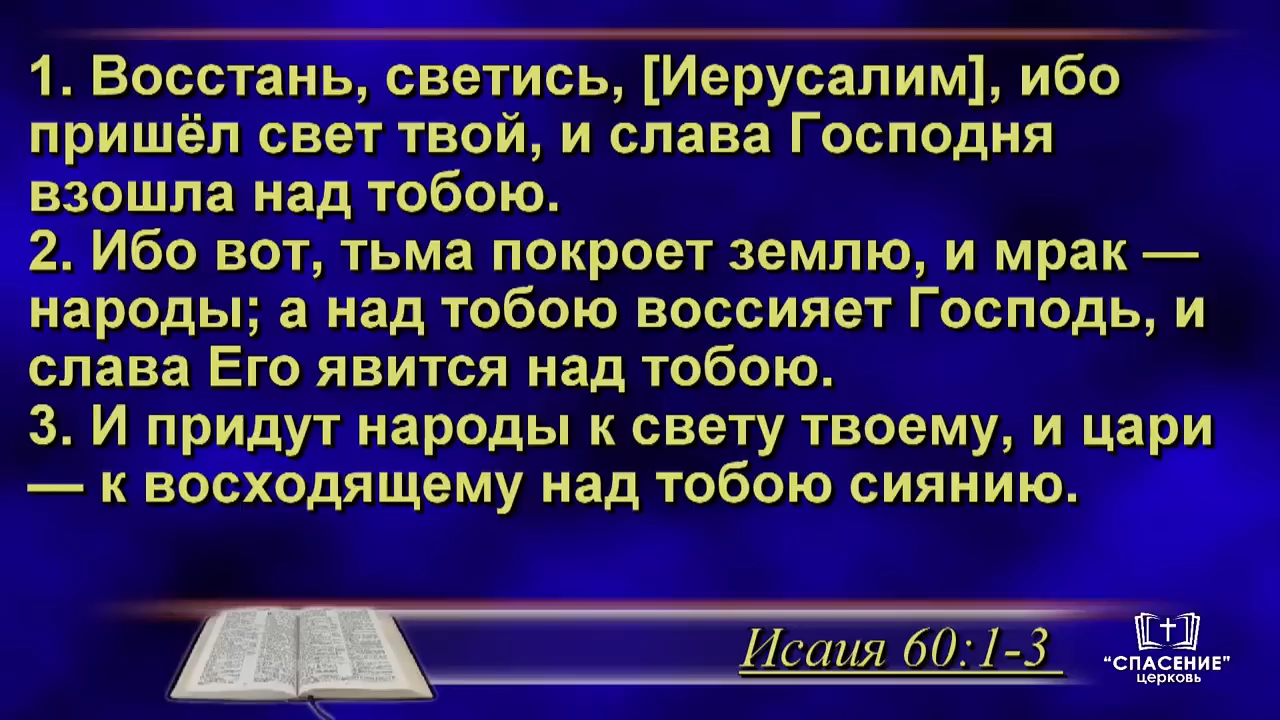 1. Восстань, светись, [Иерусалим], ибо
пришёл свет твой, и слава Господня
взошла над тобою.
2. Ибо вот, тьма покроет землю, и мрак —
народы; а над тобою воссияет Господь, и
слава Его явится над тобою.
3. И придут народы к свету твоему, и цари
— к восходящему над тобою сиянию.
Исаия 60:1-3
"СПАСЕНИЕ"
церковь